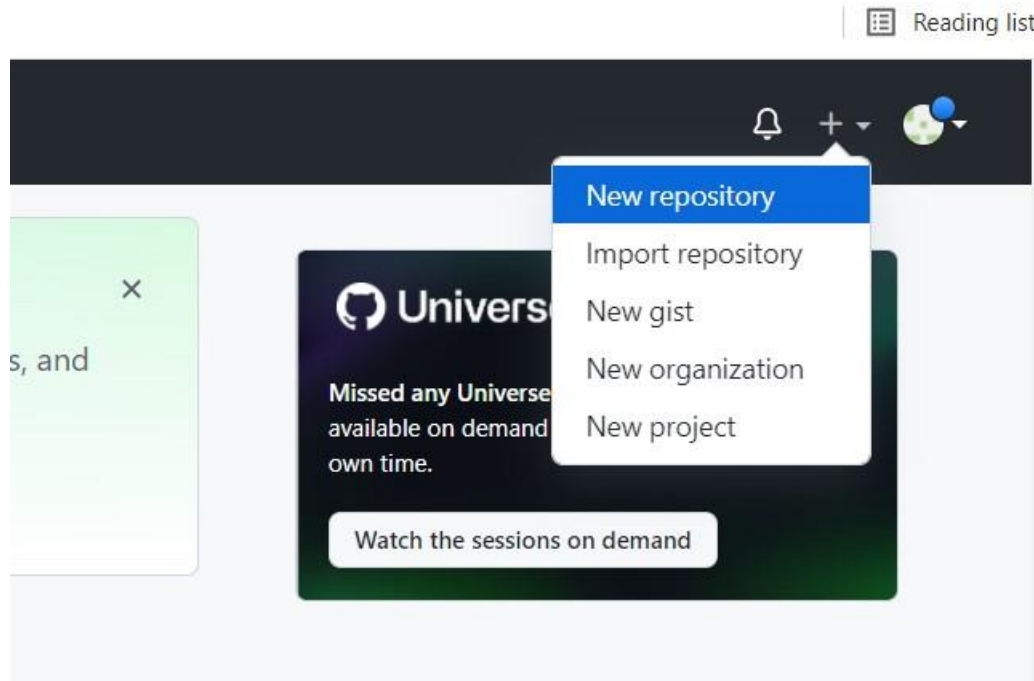 Reading list
New repository
Import repository
New gist
New organization
New project
s, and
Univers
Missed any Universe
available on demand
own time.
Watch the sessions on demand